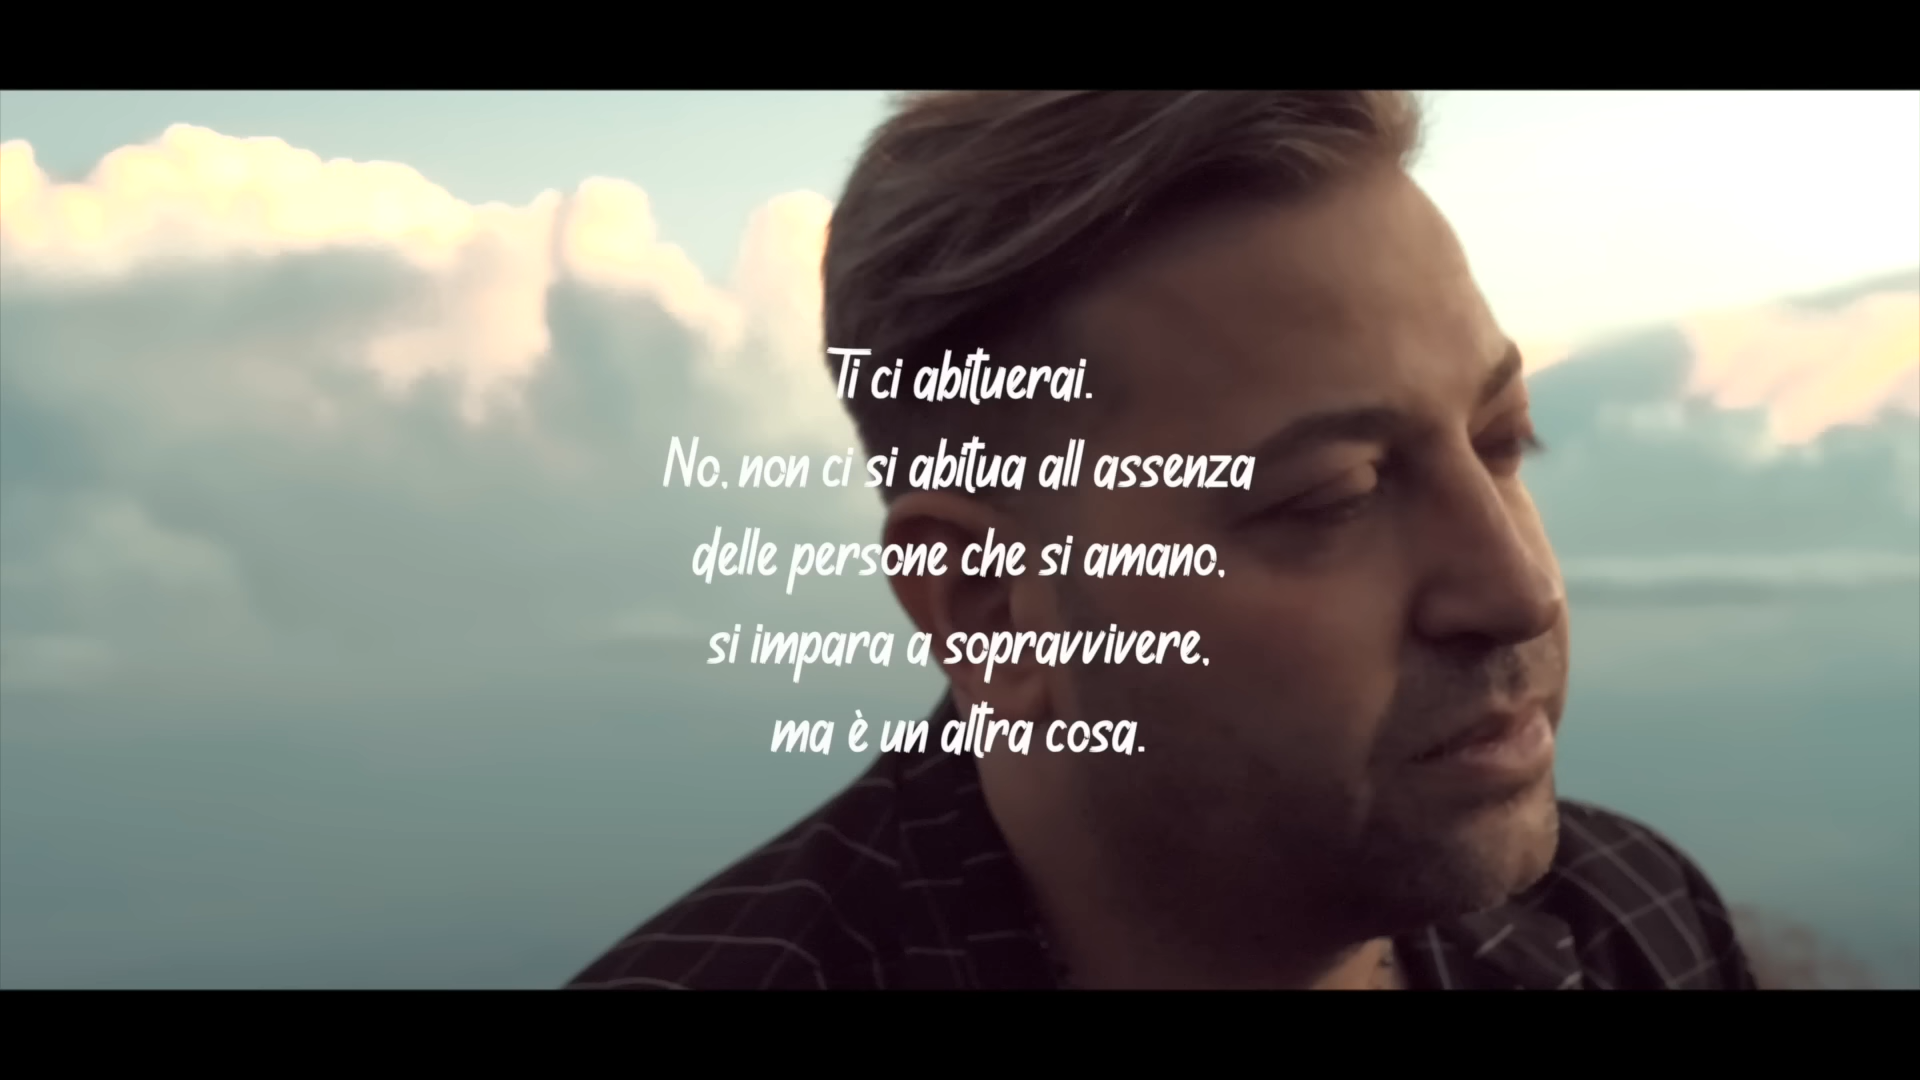 Ti ci abituerai.
No, non ci si abitua all assenza
delle persone che si amano,
si impara a sopravvivere,
ma è un altra cosa.